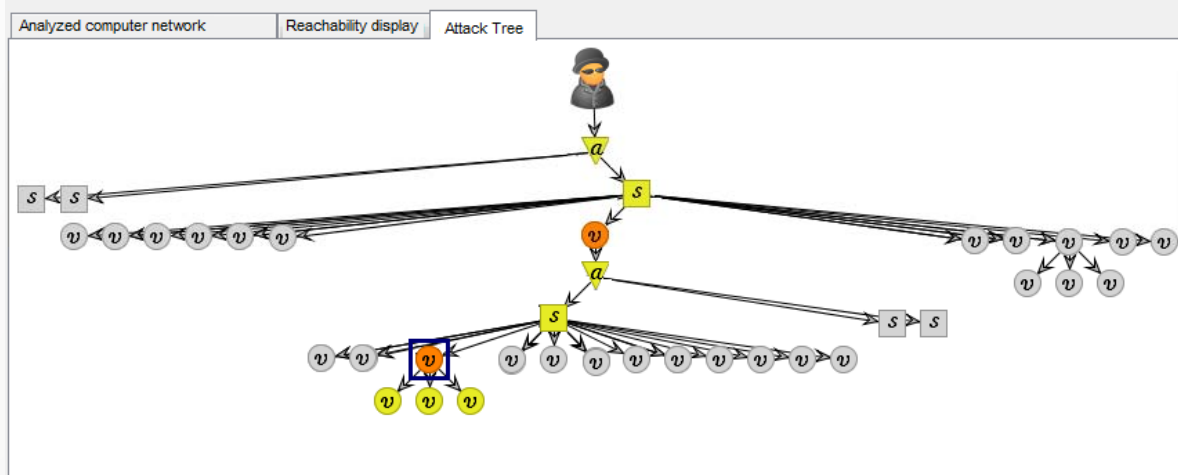 Analyzed computer network Reachability display Attack Tree
a
s s s
v v v v v v v v v v v v
v
a v v v
s s s
v v v v v v v v v v v v
v v v